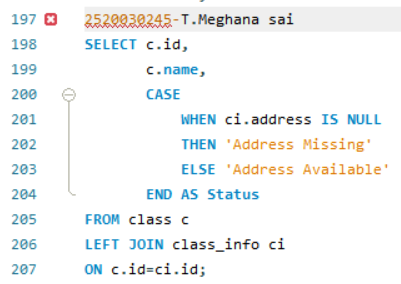 197 2520030245-T.Meghana sai
198 SELECT c.id,
199 c.name,
200 CASE
201 WHEN ci.address IS NULL
202 THEN 'Address Missing'
203 ELSE 'Address Available'
204 END AS Status
205 FROM class c
206 LEFT JOIN class_info ci
207 ON c.id=ci.id;